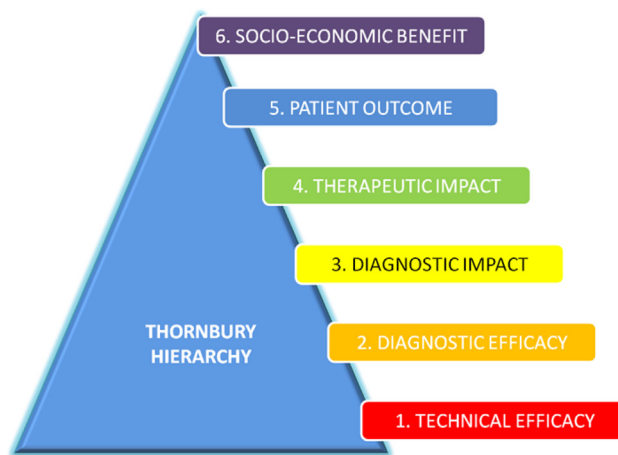 6. SOCIO-ECONOMIC BENEFIT
5. PATIENT OUTCOME
4. THERAPEUTIC IMPACT
3. DIAGNOSTIC IMPACT
THORNBURY
HIERARCHY
2. DIAGNOSTIC EFFICACY
1. TECHNICAL EFFICACY